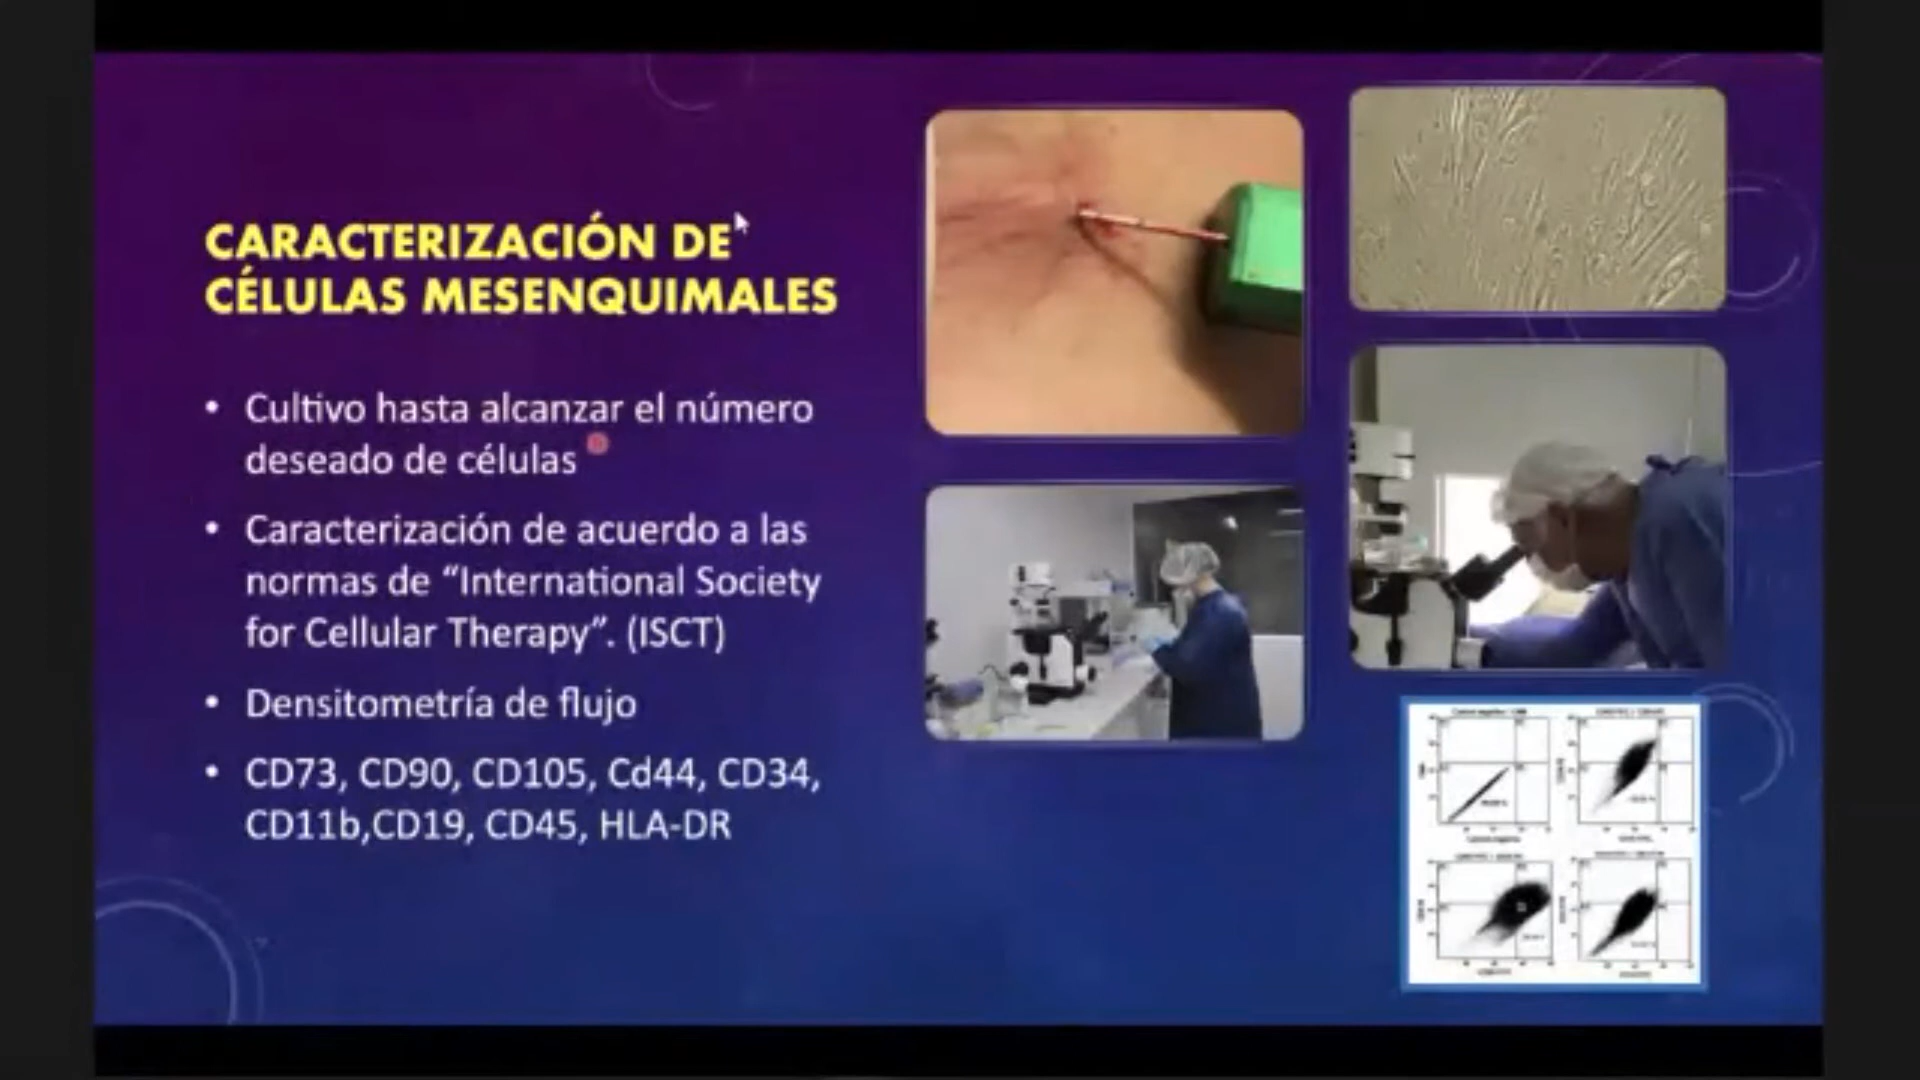 CARACTERIZACIÓN DE
CÉLULAS MESENQUIMALES
• Cultivo hasta alcanzar el número
deseado de células
• Caracterización de acuerdo a las
normas de “International Society
for Cellular Therapy”. (ISCT)
• Densitometría de flujo
• CD73, CD90, CD105, Cd44, CD34,
CD11b,CD19, CD45, HLA-DR